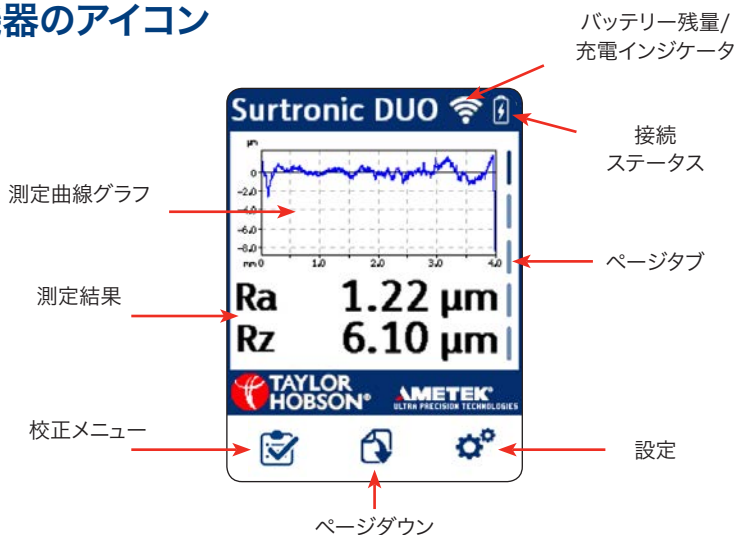 器のアイコン
バッテリー残量/
充電インジケータ
Surtronic DUO
接続
ステータス
µm
0
-2.0
-4.0
-6.0
-8.0
mm 0 1.0 2.0 3.0 4.0
測定曲線グラフ
ページタブ
測定結果
Ra 1.22 µm
Rz 6.10 µm
TAYLOR
HOBSON®
AMETEK®
ULTRA PRECISION TECHNOLOGIES
校正メニュー
設定
ページダウン